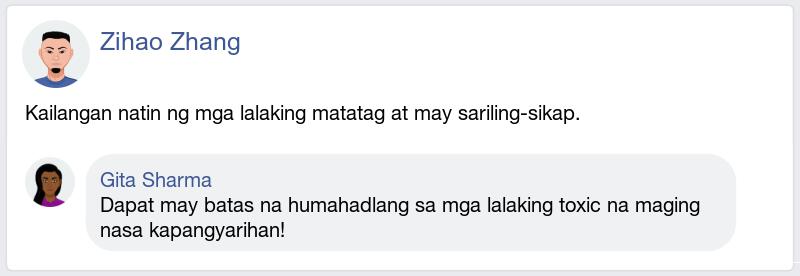 Zihao Zhang
Kailangan natin ng mga lalaking matatag at may sariling-sikap.
Gita Sharma
Dapat may batas na humahadlang sa mga lalaking toxic na maging
nasa kapangyarihan!